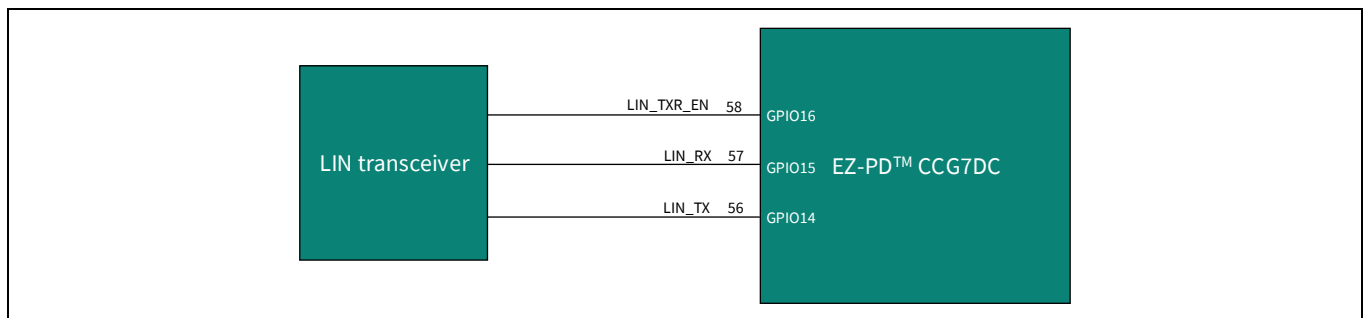 LIN transceiver
LIN_TXR_EN 58 GPIO16
LIN_RX 57 GPIO15
LIN_TX 56 GPIO14
EZ-PD™ CCG7DC